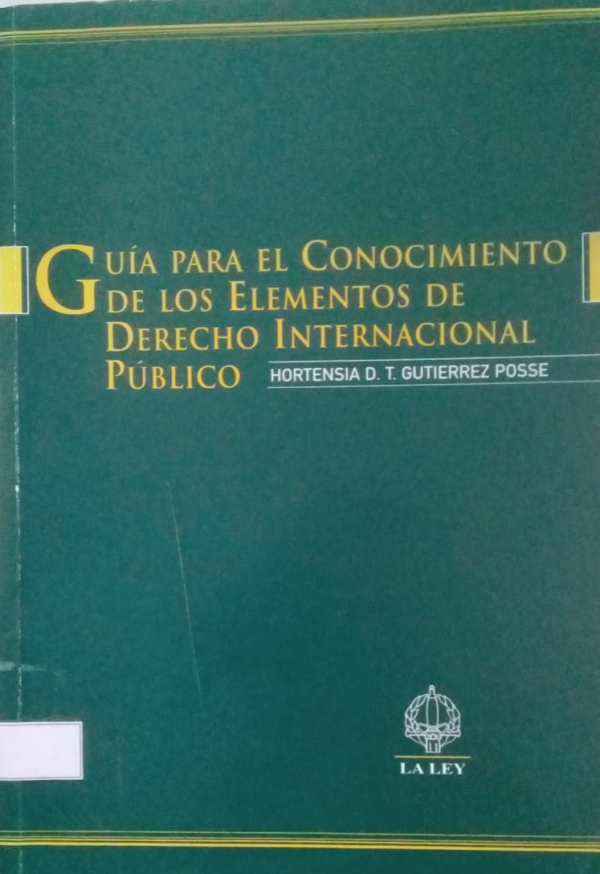 GUÍA PARA EL CONOCIMIENTO
DE LOS ELEMENTOS DE
DERECHO INTERNACIONAL
PÚBLICO
HORTENSIA D. T. GUTIERREZ POSSE
LA LEY